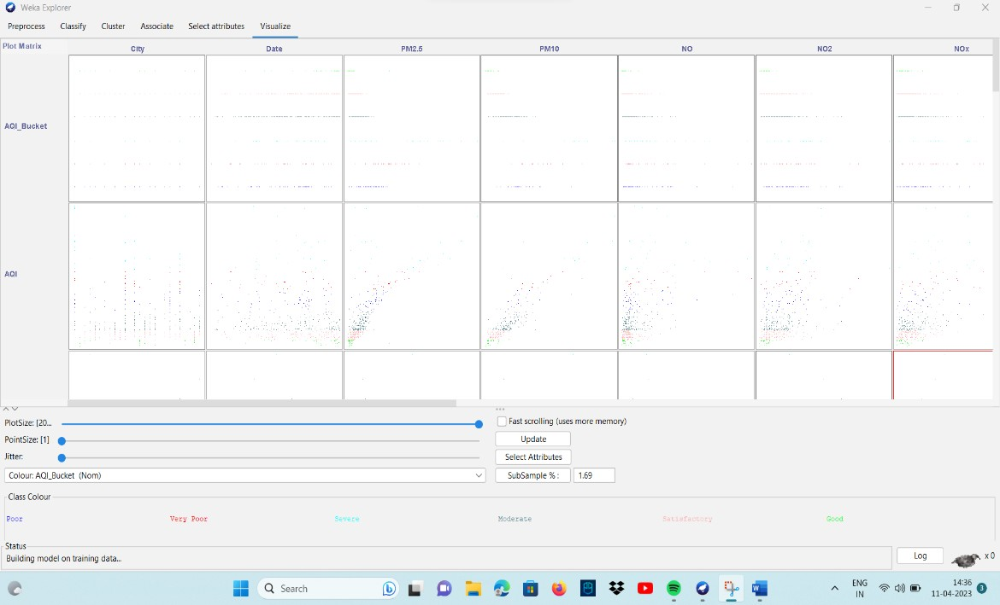 Weka Explorer
Preprocess Classify Cluster Associate Select attributes Visualize
Plot Matrix City Date PM2.5 PM10 NO NO2 NOx
AQI_Bucket
AQI
PlotSize: [20...
Fast scrolling (uses more memory)
PointSize: [1]
Update
Jitter:
Select Attributes
Colour: AQI_Bucket (Nom)
SubSample % : 1.69
Class Colour
Poor Very Poor Severe Moderate Satisfactory Good
Status
Building model on training data...
Log x 0
Search
ENG
IN
14:36
11-04-2023
3